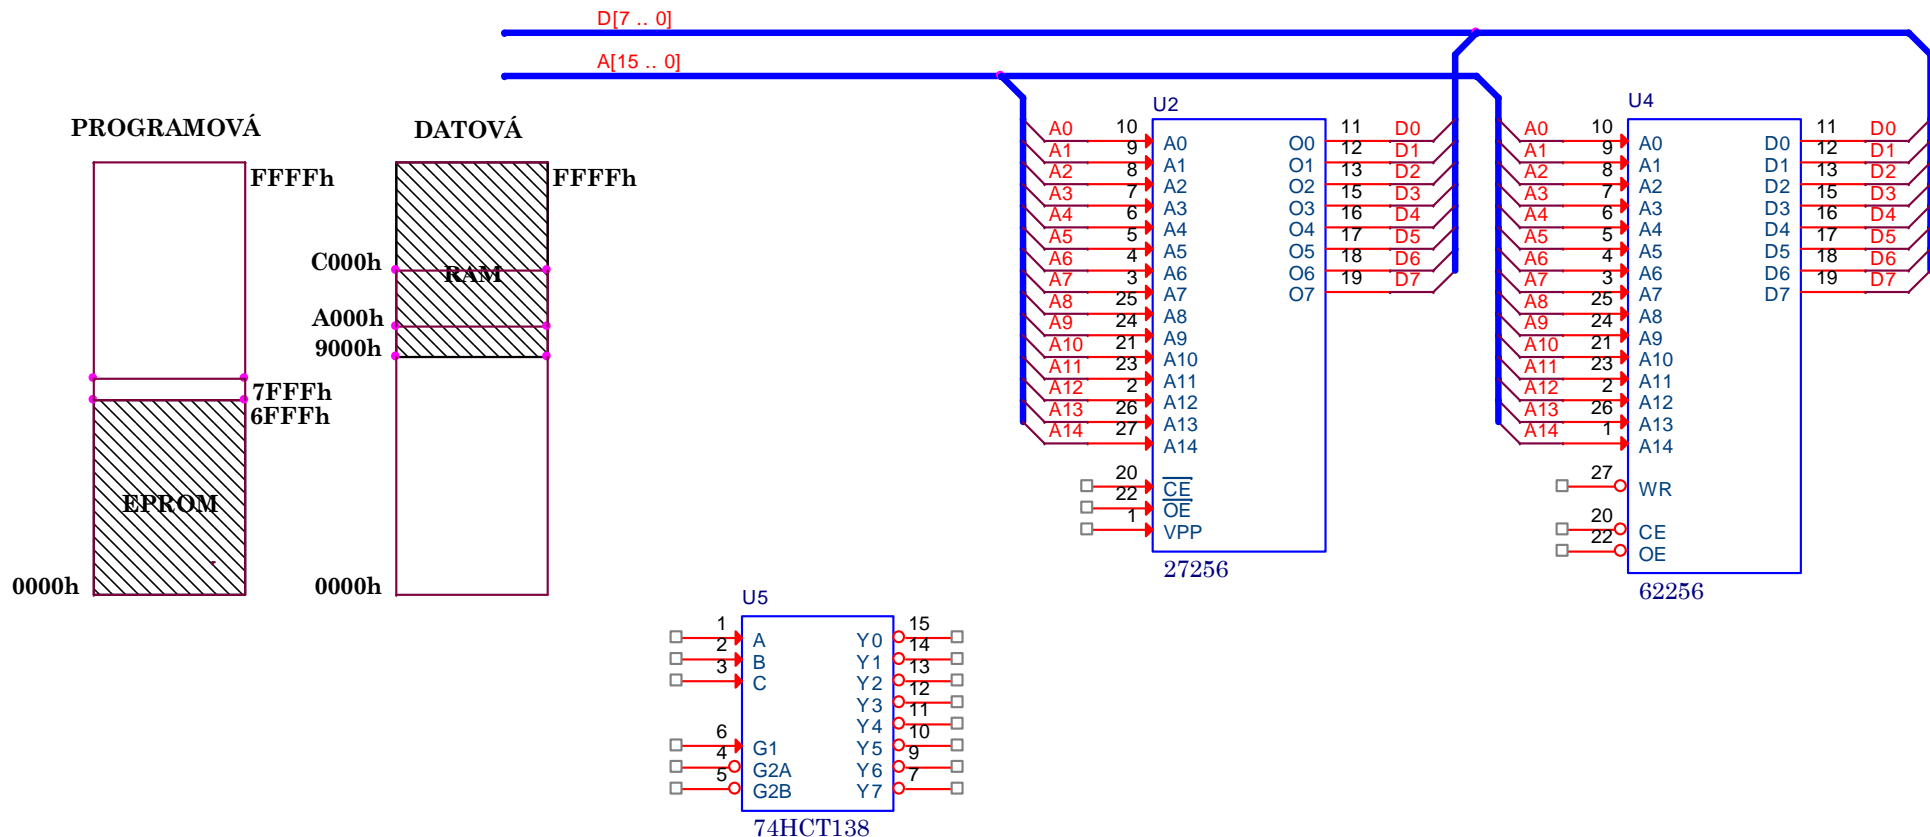 D[7 .. 0]
A[15 .. 0]
PROGRAMOVÁ
FFFFh
7FFFh
6FFFh
EPROM
0000h
DATOVÁ
FFFFh
C000h
RAM
A000h
9000h
0000h
U2
A0 10 A0 O0 11 D0
A1 9 A1 O1 12 D1
A2 8 A2 O2 13 D2
A3 7 A3 O3 15 D3
A4 6 A4 O4 16 D4
A5 5 A5 O5 17 D5
A6 4 A6 O6 18 D6
A7 3 A7 O7 19 D7
A8 25 A8
A9 24 A9
A10 21 A10
A11 23 A11
A12 2 A12
A13 26 A13
A14 27 A14
20 CE
22 OE
1 VPP
27256
U4
A0 10 A0 D0 11 D0
A1 9 A1 D1 12 D1
A2 8 A2 D2 13 D2
A3 7 A3 D3 15 D3
A4 6 A4 D4 16 D4
A5 5 A5 D5 17 D5
A6 4 A6 D6 18 D6
A7 3 A7 D7 19 D7
A8 25 A8
A9 24 A9
A10 21 A10
A11 23 A11
A12 2 A12
A13 26 A13
A14 1 A14
27 WR
20 CE
22 OE
62256
U5
1 A Y0 15
2 B Y1 14
3 C Y2 13
Y3 12
Y4 11
6 G1 Y5 10
4 G2A Y6 9
5 G2B Y7 7
74HCT138